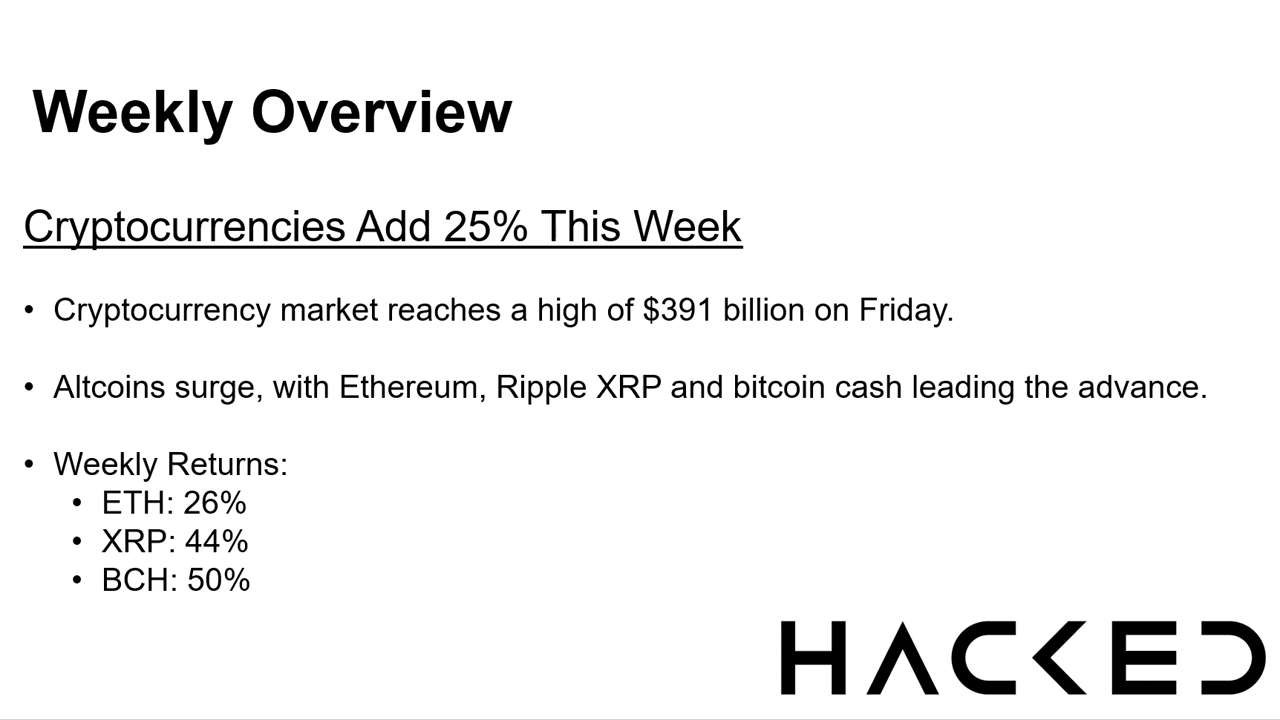 Weekly Overview
Cryptocurrencies Add 25% This Week
• Cryptocurrency market reaches a high of $391 billion on Friday.
• Altcoins surge, with Ethereum, Ripple XRP and bitcoin cash leading the advance.
• Weekly Returns:
• ETH: 26%
• XRP: 44%
• BCH: 50%
HACKED